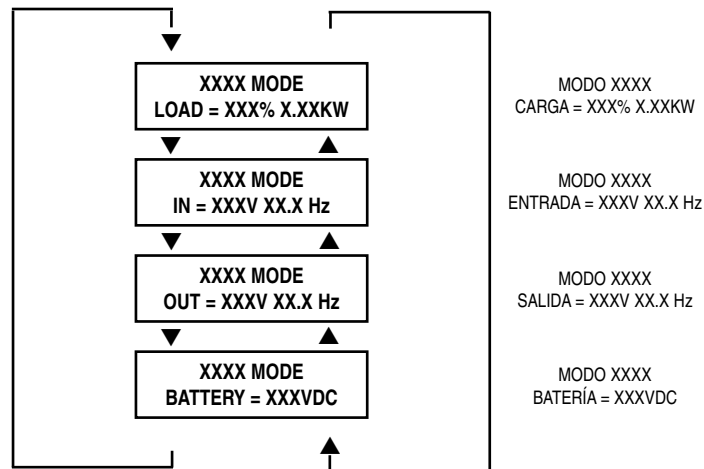 XXXX MODE
LOAD = XXX% X.XXKW
MODO XXXX
CARGA = XXX% X.XXKW
XXXX MODE
IN = XXXV XX.X Hz
MODO XXXX
ENTRADA = XXXV XX.X Hz
XXXX MODE
OUT = XXXV XX.X Hz
MODO XXXX
SALIDA = XXXV XX.X Hz
XXXX MODE
BATTERY = XXXVDC
MODO XXXX
BATERÍA = XXXVDC